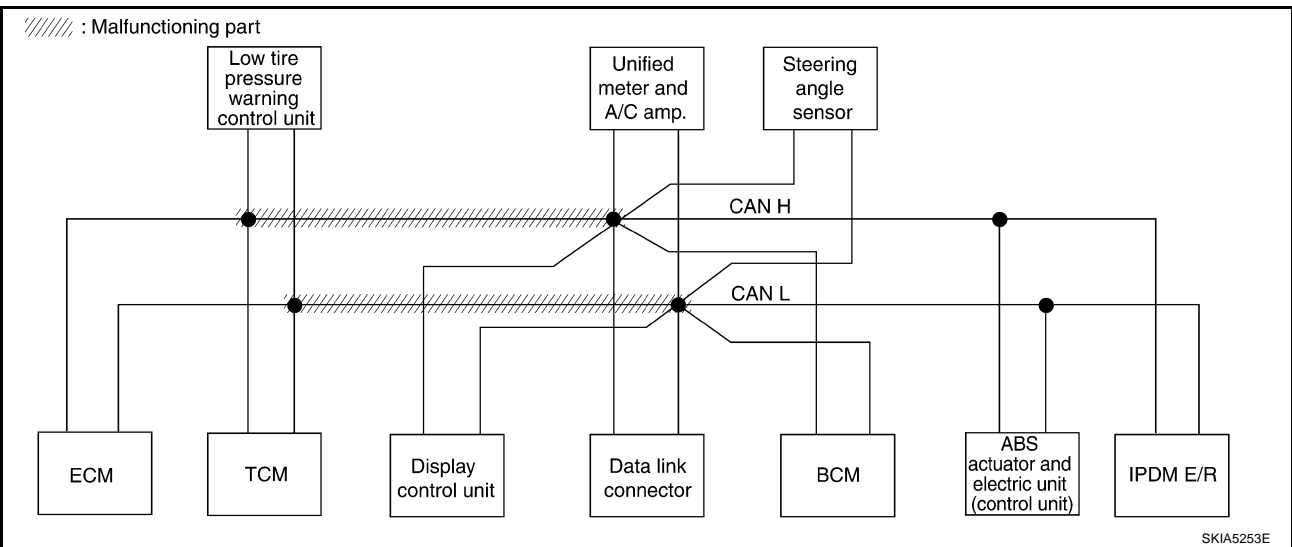 : Malfunctioning part
Low tire
pressure
warning
control unit
Unified
meter and
A/C amp.
Steering
angle
sensor
CAN H
CAN L
ECM
TCM
Display
control unit
Data link
connector
BCM
ABS
actuator and
electric unit
(control unit)
IPDM E/R
SKIA5253E